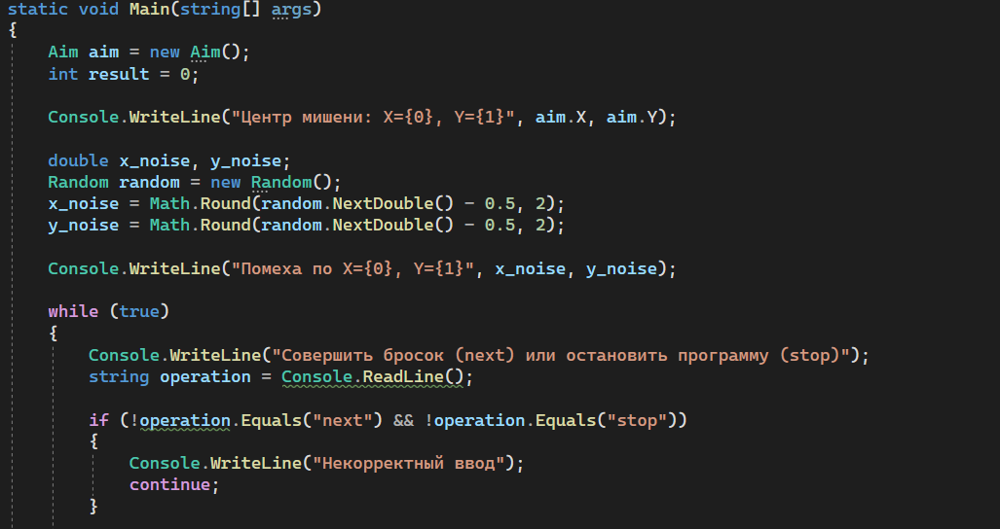 static void Main(string[] args)
{
Aim aim = new Aim();
int result = 0;
Console.WriteLine("Центр мишени: X={0}, Y={1}", aim.X, aim.Y);
double x_noise, y_noise;
Random random = new Random();
x_noise = Math.Round(random.NextDouble() - 0.5, 2);
y_noise = Math.Round(random.NextDouble() - 0.5, 2);
Console.WriteLine("Помеха по X={0}, Y={1}", x_noise, y_noise);
while (true)
{
Console.WriteLine("Совершить бросок (next) или остановить программу (stop)");
string operation = Console.ReadLine();
if (!operation.Equals("next") && !operation.Equals("stop"))
{
Console.WriteLine("Некорректный ввод");
continue;
}